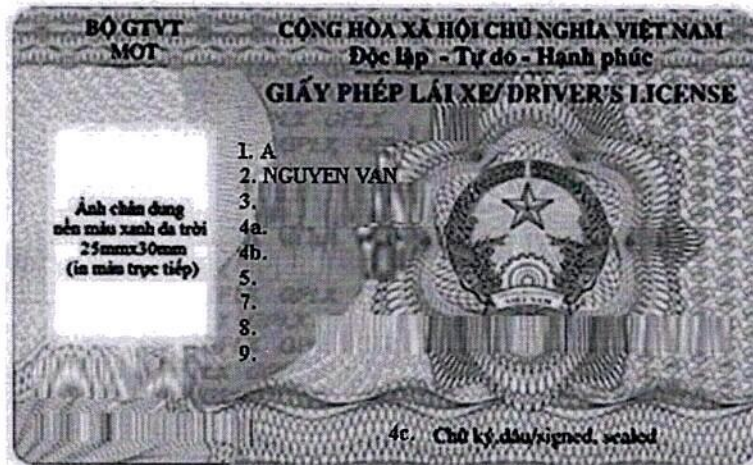 BỘ GTVT
MOT
CỘNG HÒA XÃ HỘI CHỦ NGHĨA VIỆT NAM
Độc lập - Tự do - Hạnh phúc
GIẤY PHÉP LÁI XE/ DRIVER'S LICENSE
Ảnh chân dung
nền màu xanh da trời
25mmx30mm
(in màu trực tiếp)
1. A
2. NGUYEN VAN
3.
4a.
4b.
5.
7.
8.
9.
VIỆT NAM
4c. Chữ ký,dấu/signed, sealed